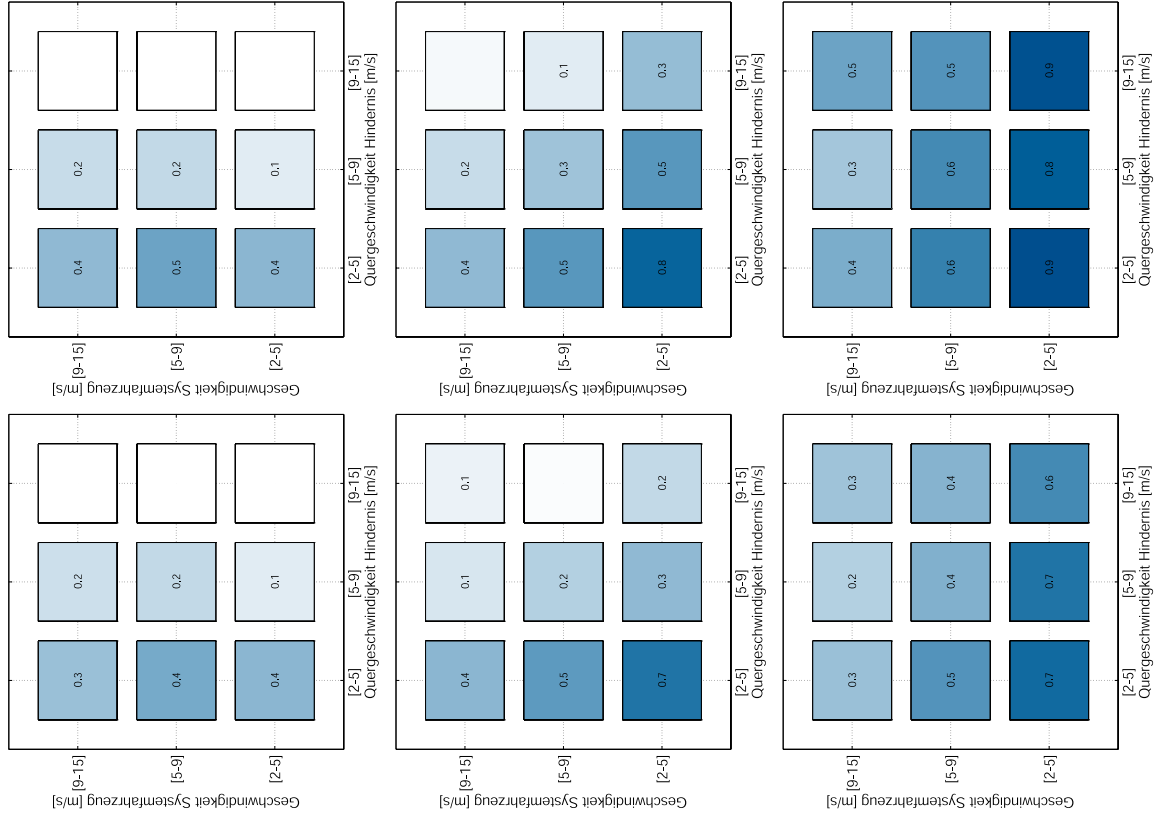 Geschwindigkeit Systemfahrzeug [m/s]
[9-15] 0.3 0.2
[5-9] 0.4 0.2
[2-5] 0.4 0.1
[2-5] [5-9] [9-15]
Quergeschwindigkeit Hindernis [m/s]
Geschwindigkeit Systemfahrzeug [m/s]
[9-15] 0.4 0.2
[5-9] 0.5 0.2
[2-5] 0.4 0.1
[2-5] [5-9] [9-15]
Quergeschwindigkeit Hindernis [m/s]
Geschwindigkeit Systemfahrzeug [m/s]
[9-15] 0.4 0.1 0.1
[5-9] 0.5 0.2
[2-5] 0.7 0.3 0.2
[2-5] [5-9] [9-15]
Quergeschwindigkeit Hindernis [m/s]
Geschwindigkeit Systemfahrzeug [m/s]
[9-15] 0.4 0.2
[5-9] 0.5 0.3 0.1
[2-5] 0.8 0.5 0.3
[2-5] [5-9] [9-15]
Quergeschwindigkeit Hindernis [m/s]
Geschwindigkeit Systemfahrzeug [m/s]
[9-15] 0.3 0.2 0.3
[5-9] 0.5 0.4 0.4
[2-5] 0.7 0.7 0.6
[2-5] [5-9] [9-15]
Quergeschwindigkeit Hindernis [m/s]
Geschwindigkeit Systemfahrzeug [m/s]
[9-15] 0.4 0.3 0.5
[5-9] 0.6 0.6 0.5
[2-5] 0.9 0.8 0.9
[2-5] [5-9] [9-15]
Quergeschwindigkeit Hindernis [m/s]